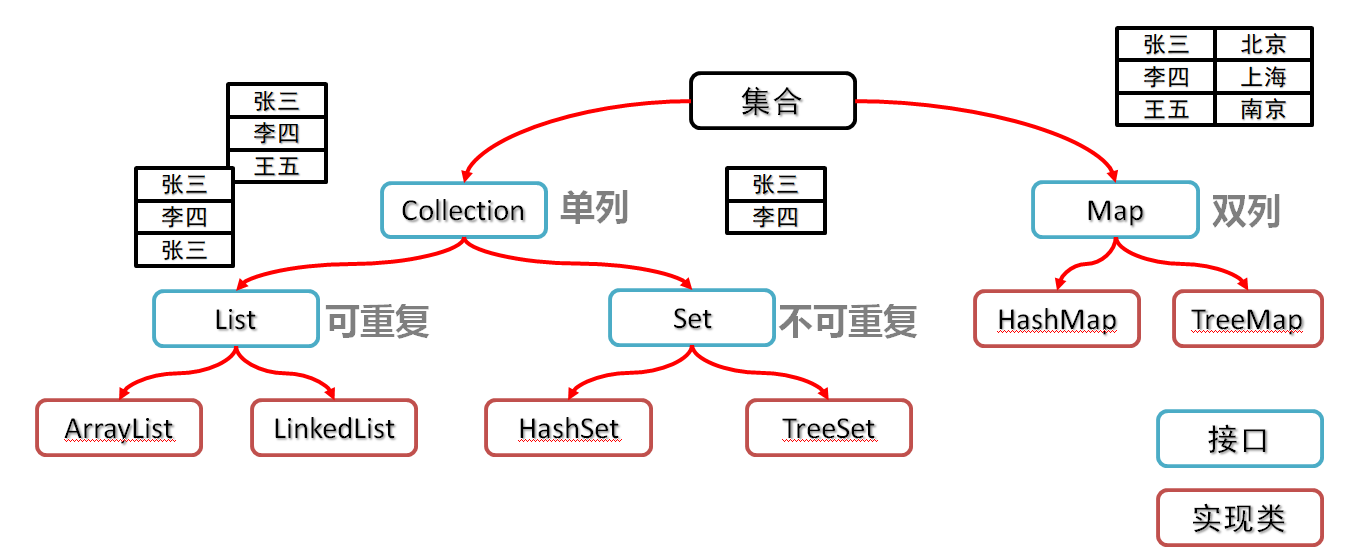 集合
张三 北京
李四 上海
王五 南京
张三
李四
王五
张三
李四
张三
Collection
单列
张三
李四
Map
双列
List
可重复
Set
不可重复
HashMap
TreeMap
ArrayList
LinkedList
HashSet
TreeSet
接口
实现类